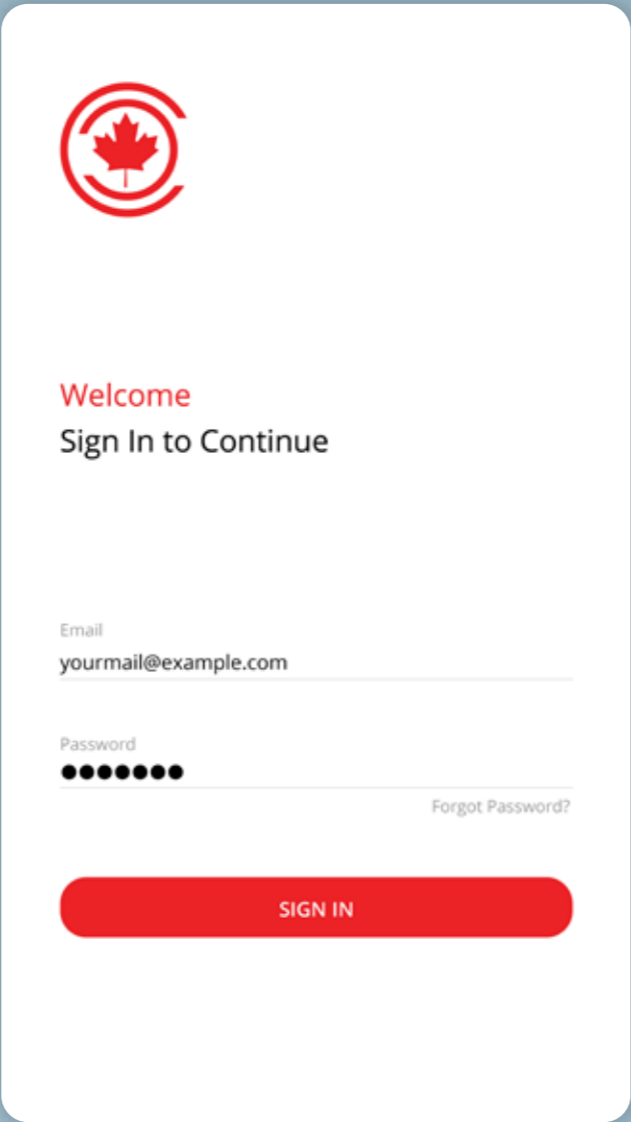 Welcome
Sign In to Continue
Email
yourmail@example.com
Password
●●●●●●●
Forgot Password?
SIGN IN